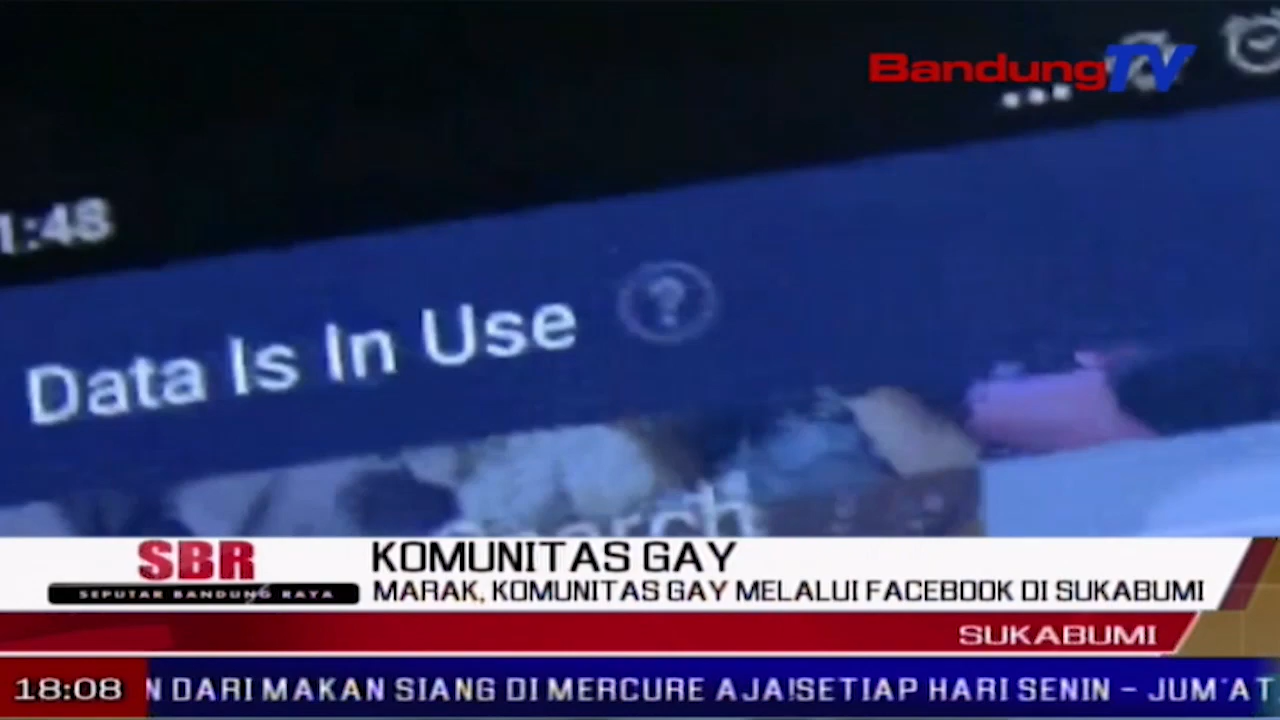 BandungTV
1:48
Data Is In Use
?
Search
SBR
SEPUTAR BANDUNG RAYA
KOMUNITAS GAY
MARAK, KOMUNITAS GAY MELALUI FACEBOOK DI SUKABUMI
SUKABUMI
18:08 N DARI MAKAN SIANG DI MERCURE AJA!SETIAP HARI SENIN - JUM'AT